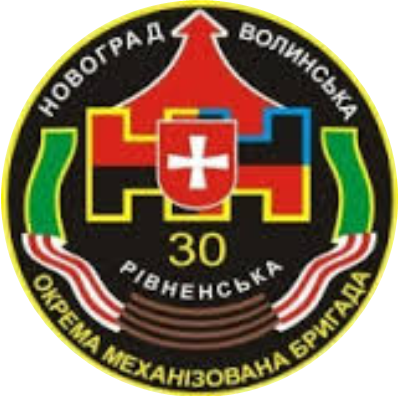 НОВОГРАД ВОЛИНСЬКА
30
РІВНЕНСЬКА
ОКРЕМА МЕХАНІЗОВАНА БРИГАДА